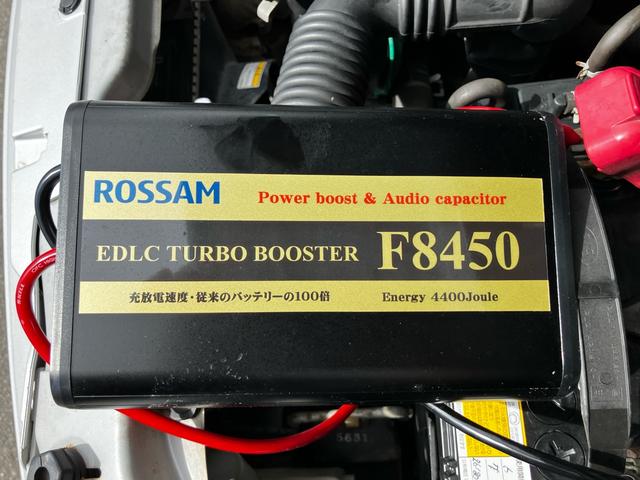 ROSSAM
Power boost & Audio capacitor
EDLC TURBO BOOSTER F8450
充放電速度・従来のバッテリーの100倍
Energy 4400Joule
5631